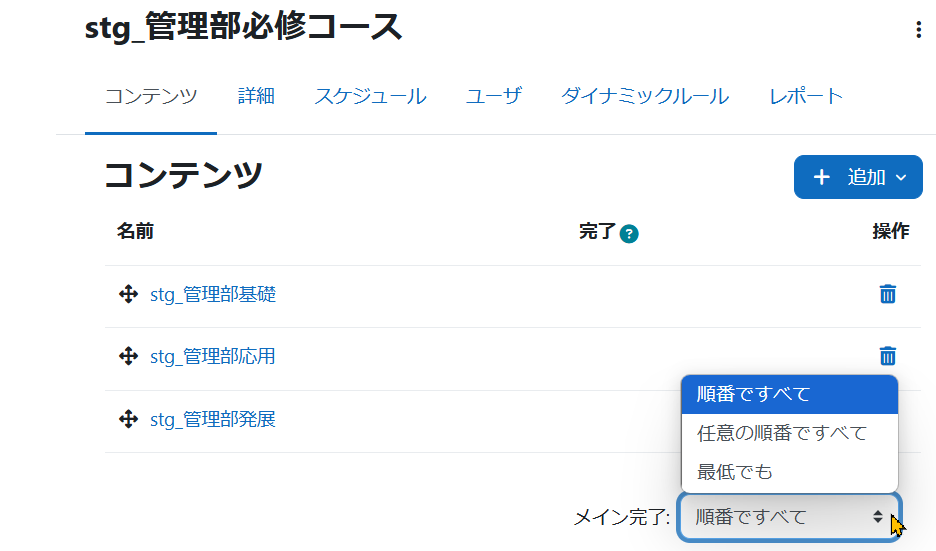 stg_管理部必修コース
コンテンツ 詳細 スケジュール ユーザ ダイナミックルール レポート
コンテンツ
+ 追加
名前 完了 ? 操作
stg_管理部基礎
stg_管理部応用
stg_管理部発展
順番ですべて
任意の順番ですべて
最低でも
メイン完了: 順番ですべて